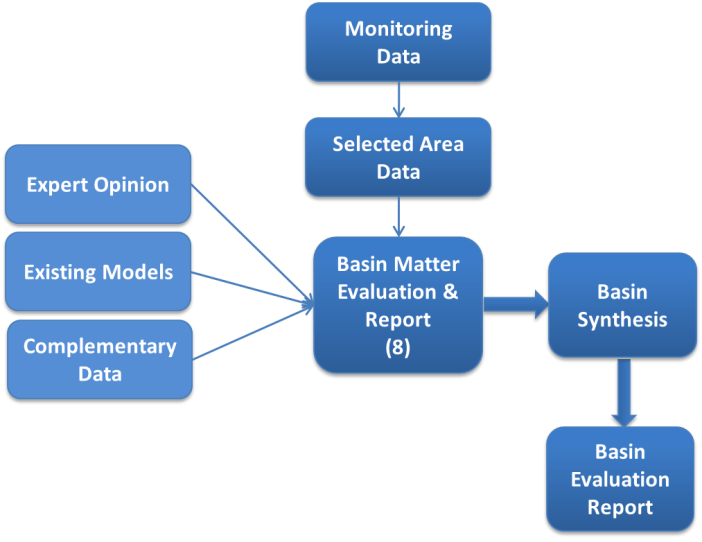 Monitoring
Data
Selected Area
Data
Expert Opinion
Existing Models
Complementary
Data
Basin Matter
Evaluation &
Report
(8)
Basin
Synthesis
Basin
Evaluation
Report